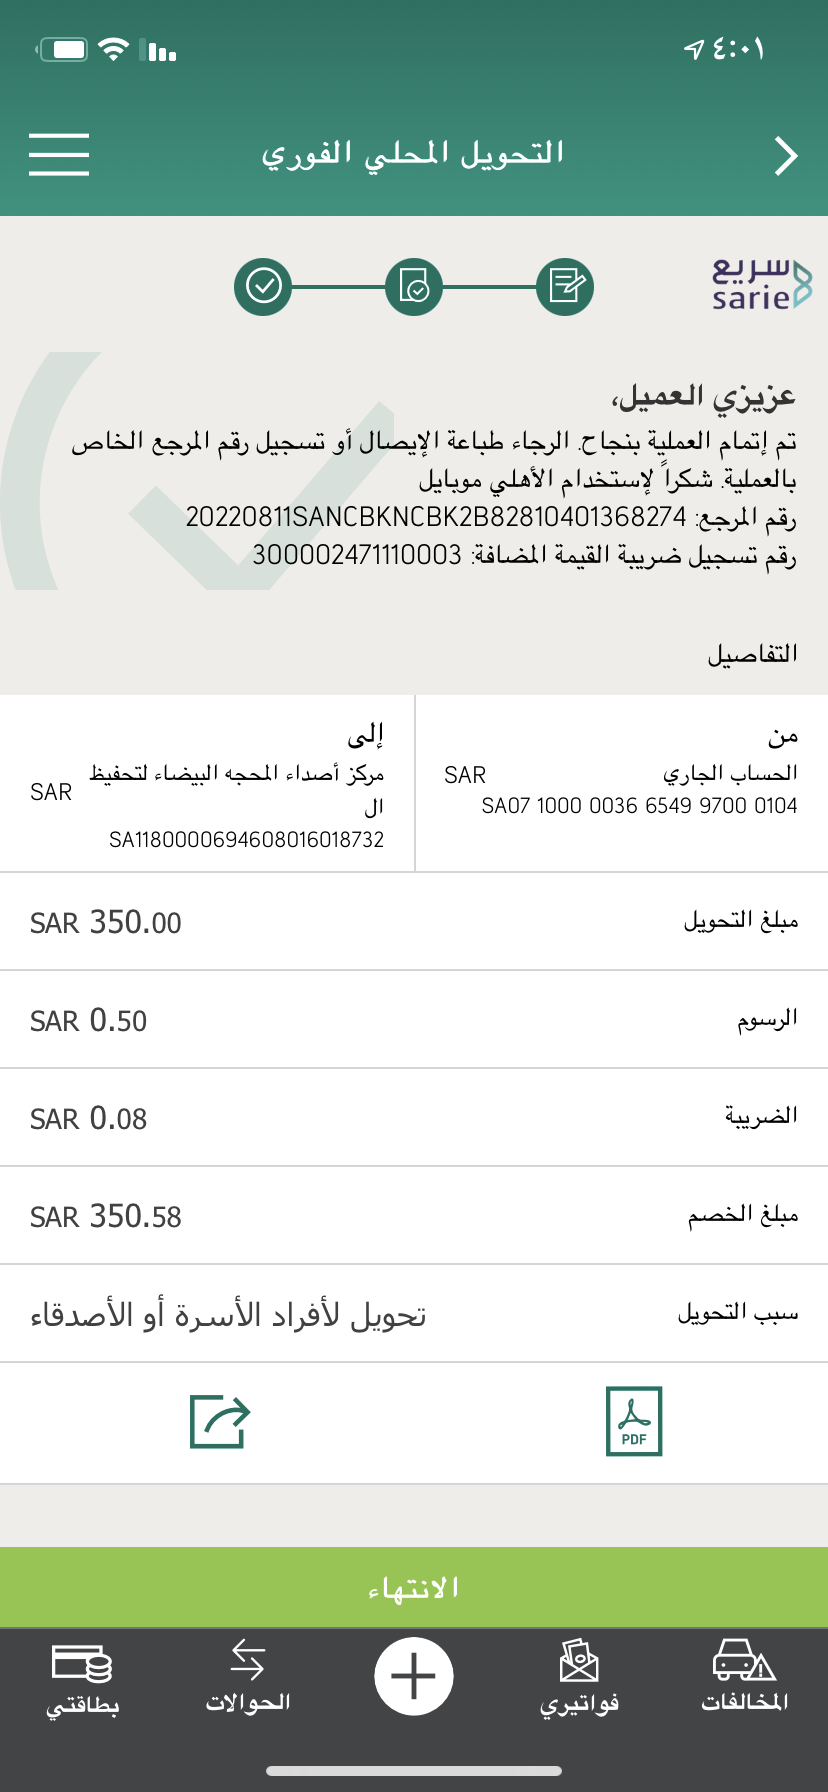 ٤:٠١
التحويل المحلي الفوري
سريع
sarie
عزيزي العميل،
تم إتمام العملية بنجاح. الرجاء طباعة الإيصال أو تسجيل رقم المرجع الخاص
بالعملية. شكراً لإستخدام الأهلي موبايل
رقم المرجع: 20220811SANCBKNCBK2B82810401368274
رقم تسجيل ضريبة القيمة المضافة: 300002471110003
التفاصيل
من
الحساب الجاري SAR
SA07 1000 0036 6549 9700 0104
إلى
مركز أصداء المحجه البيضاء لتحفيظ
ال
SAR
SA1180000694608016018732
مبلغ التحويل SAR 350.00
الرسوم SAR 0.50
الضريبة SAR 0.08
مبلغ الخصم SAR 350.58
سبب التحويل تحويل لأفراد الأسرة أو الأصدقاء
PDF
الانتهاء
المخالفات فواتيري الحوالات بطاقتي